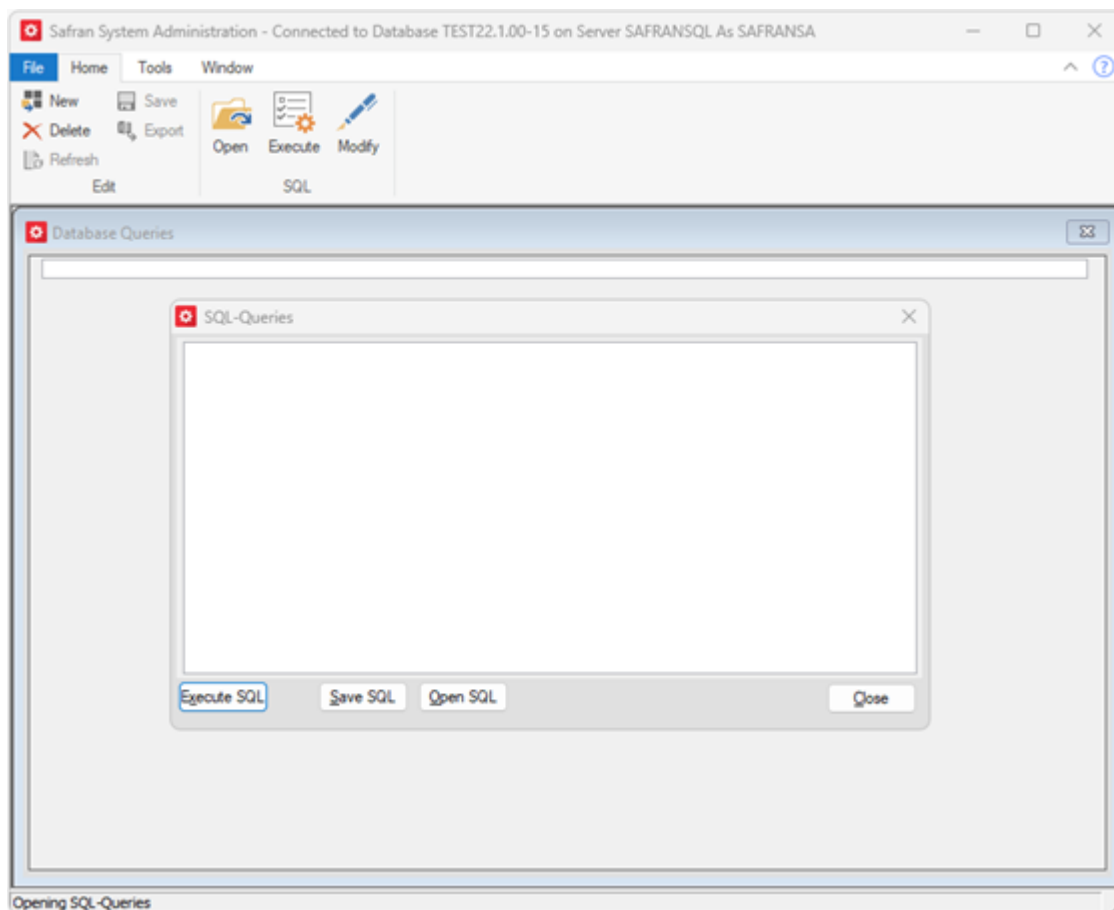 Safran System Administration - Connected to Database TEST22.1.00-15 on Server SAFRANSQL As SAFRANSA
File Home Tools Window
New Save
Delete Export
Refresh
Open Execute Modify
Edit SQL
Database Queries
SQL-Queries
Execute SQL Save SQL Open SQL Close
Opening SQL-Queries